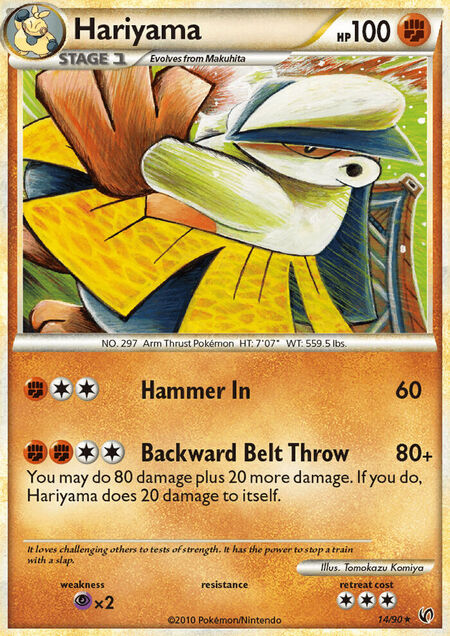 Hariyama HP100
STAGE 1 Evolves from Makuhita
NO. 297 Arm Thrust Pokémon HT: 7'07" WT: 559.5 lbs.
Hammer In 60
Backward Belt Throw 80+
You may do 80 damage plus 20 more damage. If you do,
Hariyama does 20 damage to itself.
It loves challenging others to tests of strength. It has the power to stop a train
with a slap.
Illus. Tomokazu Komiya
weakness resistance retreat cost
×2
©2010 Pokémon/Nintendo 14/90★